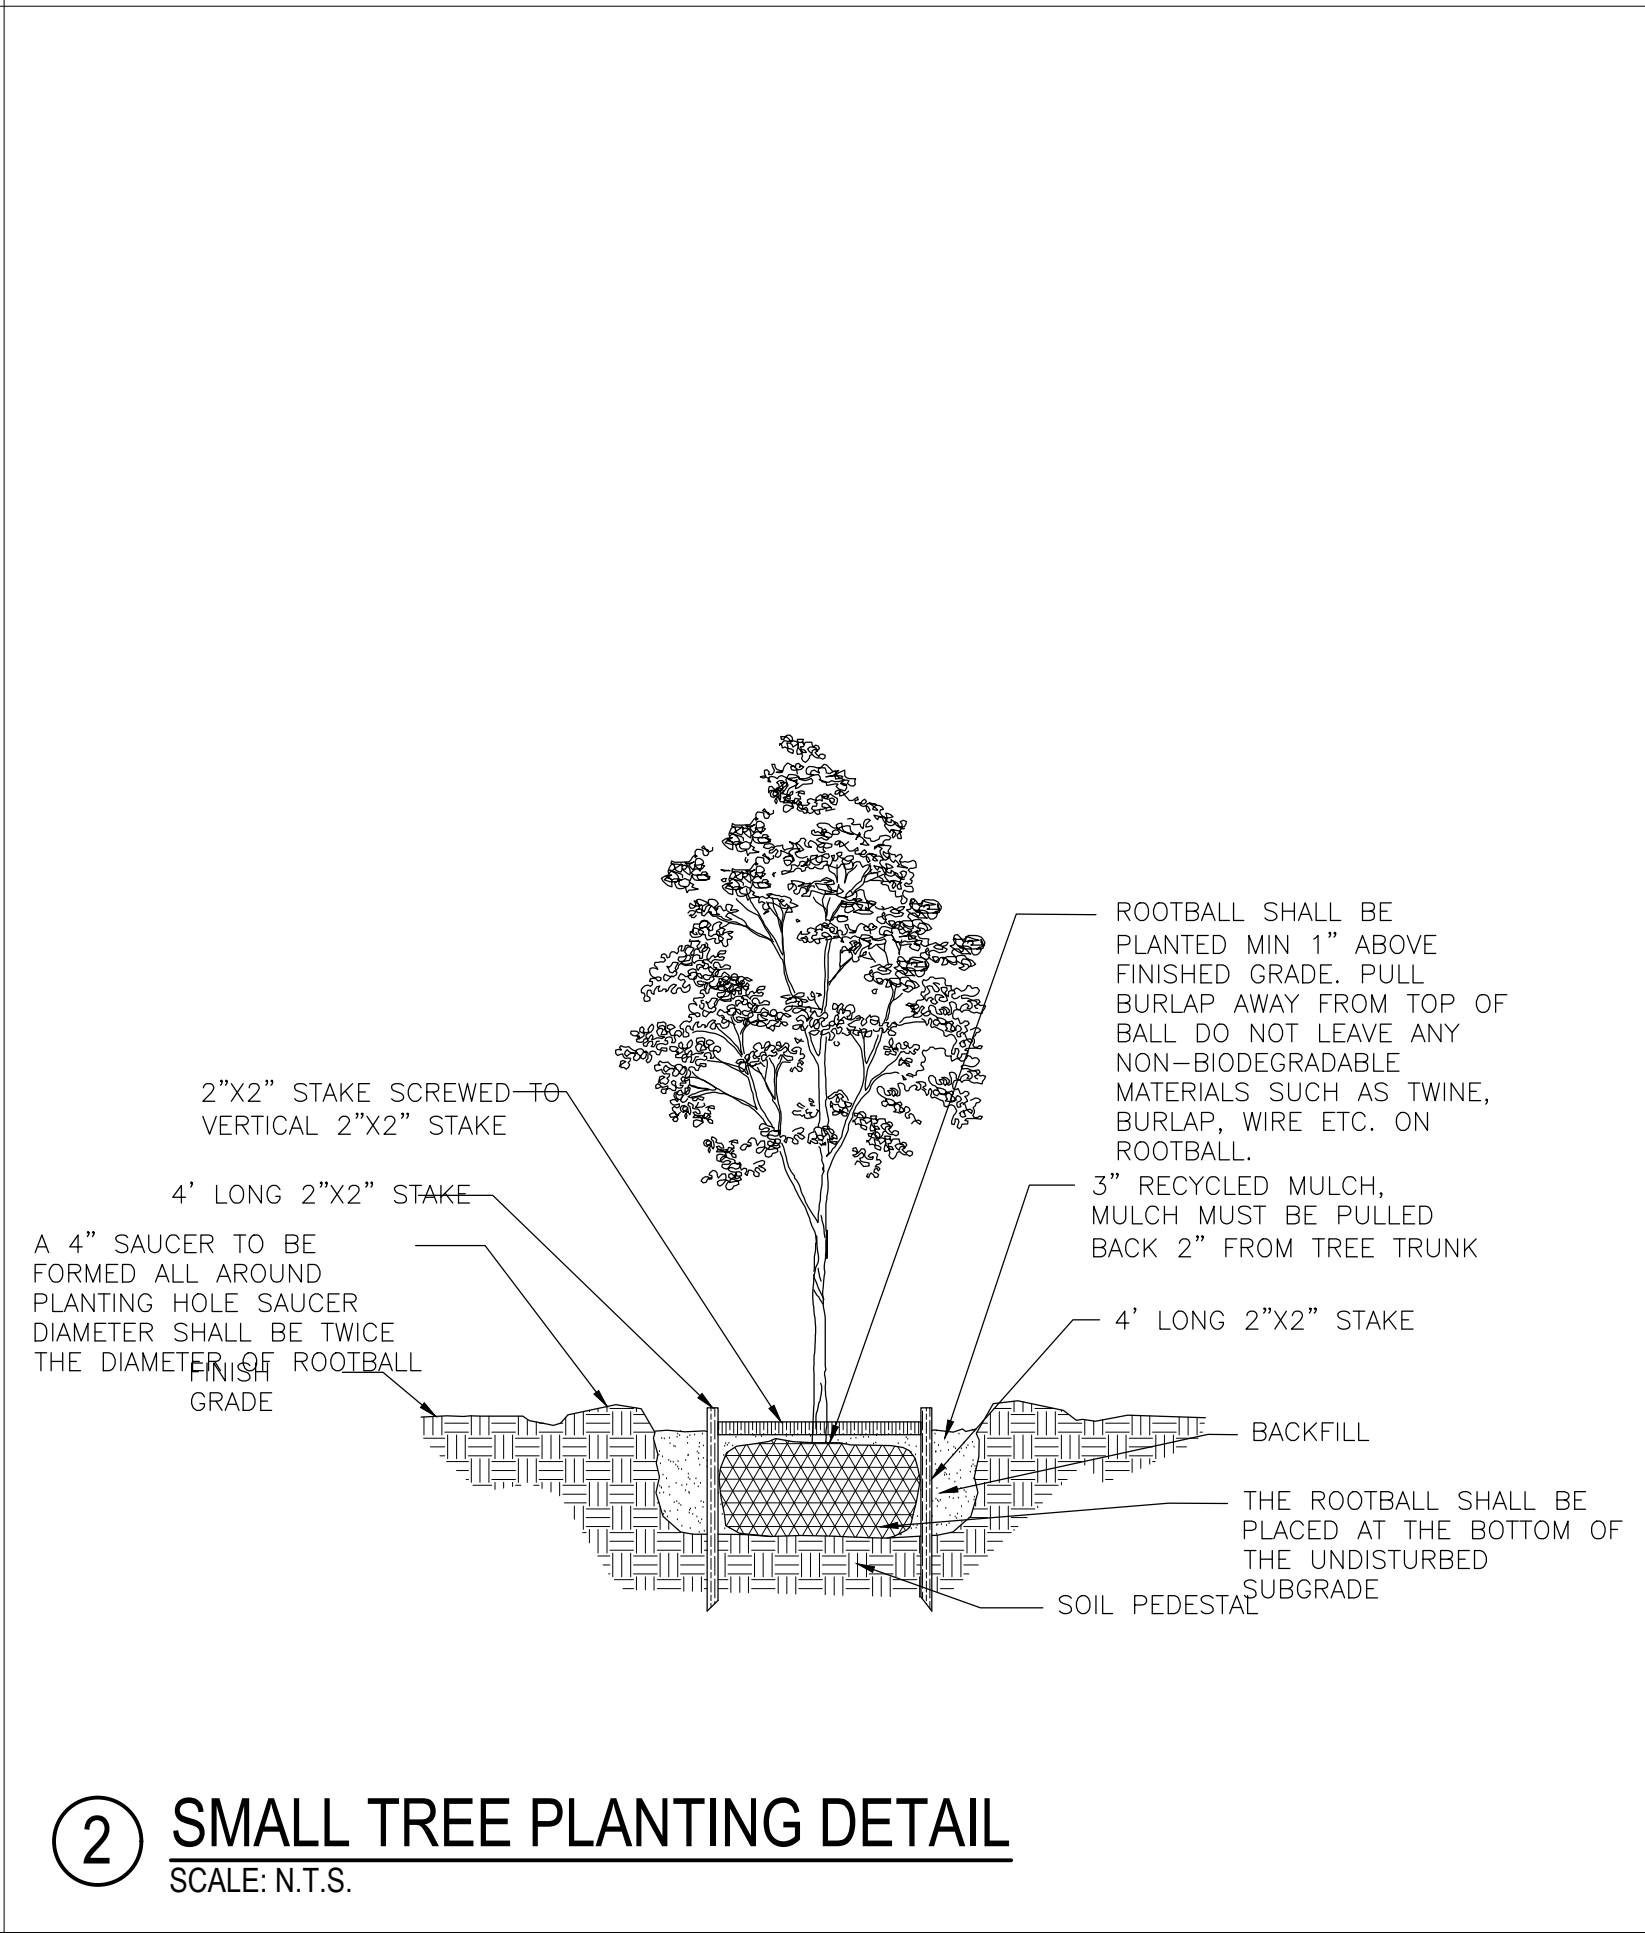 ROOTBALL SHALL BE
PLANTED MIN 1” ABOVE
FINISHED GRADE. PULL
BURLAP AWAY FROM TOP OF
BALL DO NOT LEAVE ANY
NON-BIODEGRADABLE
MATERIALS SUCH AS TWINE,
BURLAP, WIRE ETC. ON
ROOTBALL.
2”X2” STAKE SCREWED TO
VERTICAL 2”X2” STAKE
3” RECYCLED MULCH,
MULCH MUST BE PULLED
BACK 2” FROM TREE TRUNK
4’ LONG 2”X2” STAKE
A 4” SAUCER TO BE
FORMED ALL AROUND
PLANTING HOLE SAUCER
DIAMETER SHALL BE TWICE
THE DIAMETER OF ROOTBALL
4’ LONG 2”X2” STAKE
FINISH
GRADE
BACKFILL
THE ROOTBALL SHALL BE
PLACED AT THE BOTTOM OF
THE UNDISTURBED
SUBGRADE
SOIL PEDESTAL
2
SMALL TREE PLANTING DETAIL
SCALE: N.T.S.